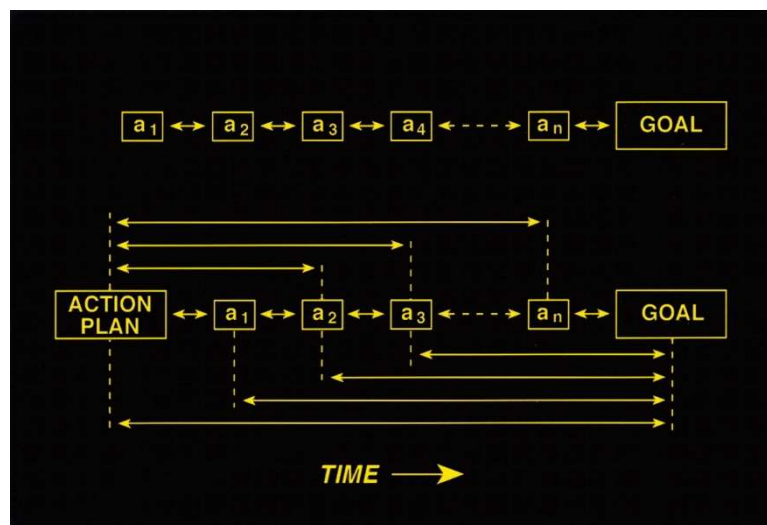 a1 a2 a3 a4 an GOAL
ACTION
PLAN
a1 a2 a3 an GOAL
TIME